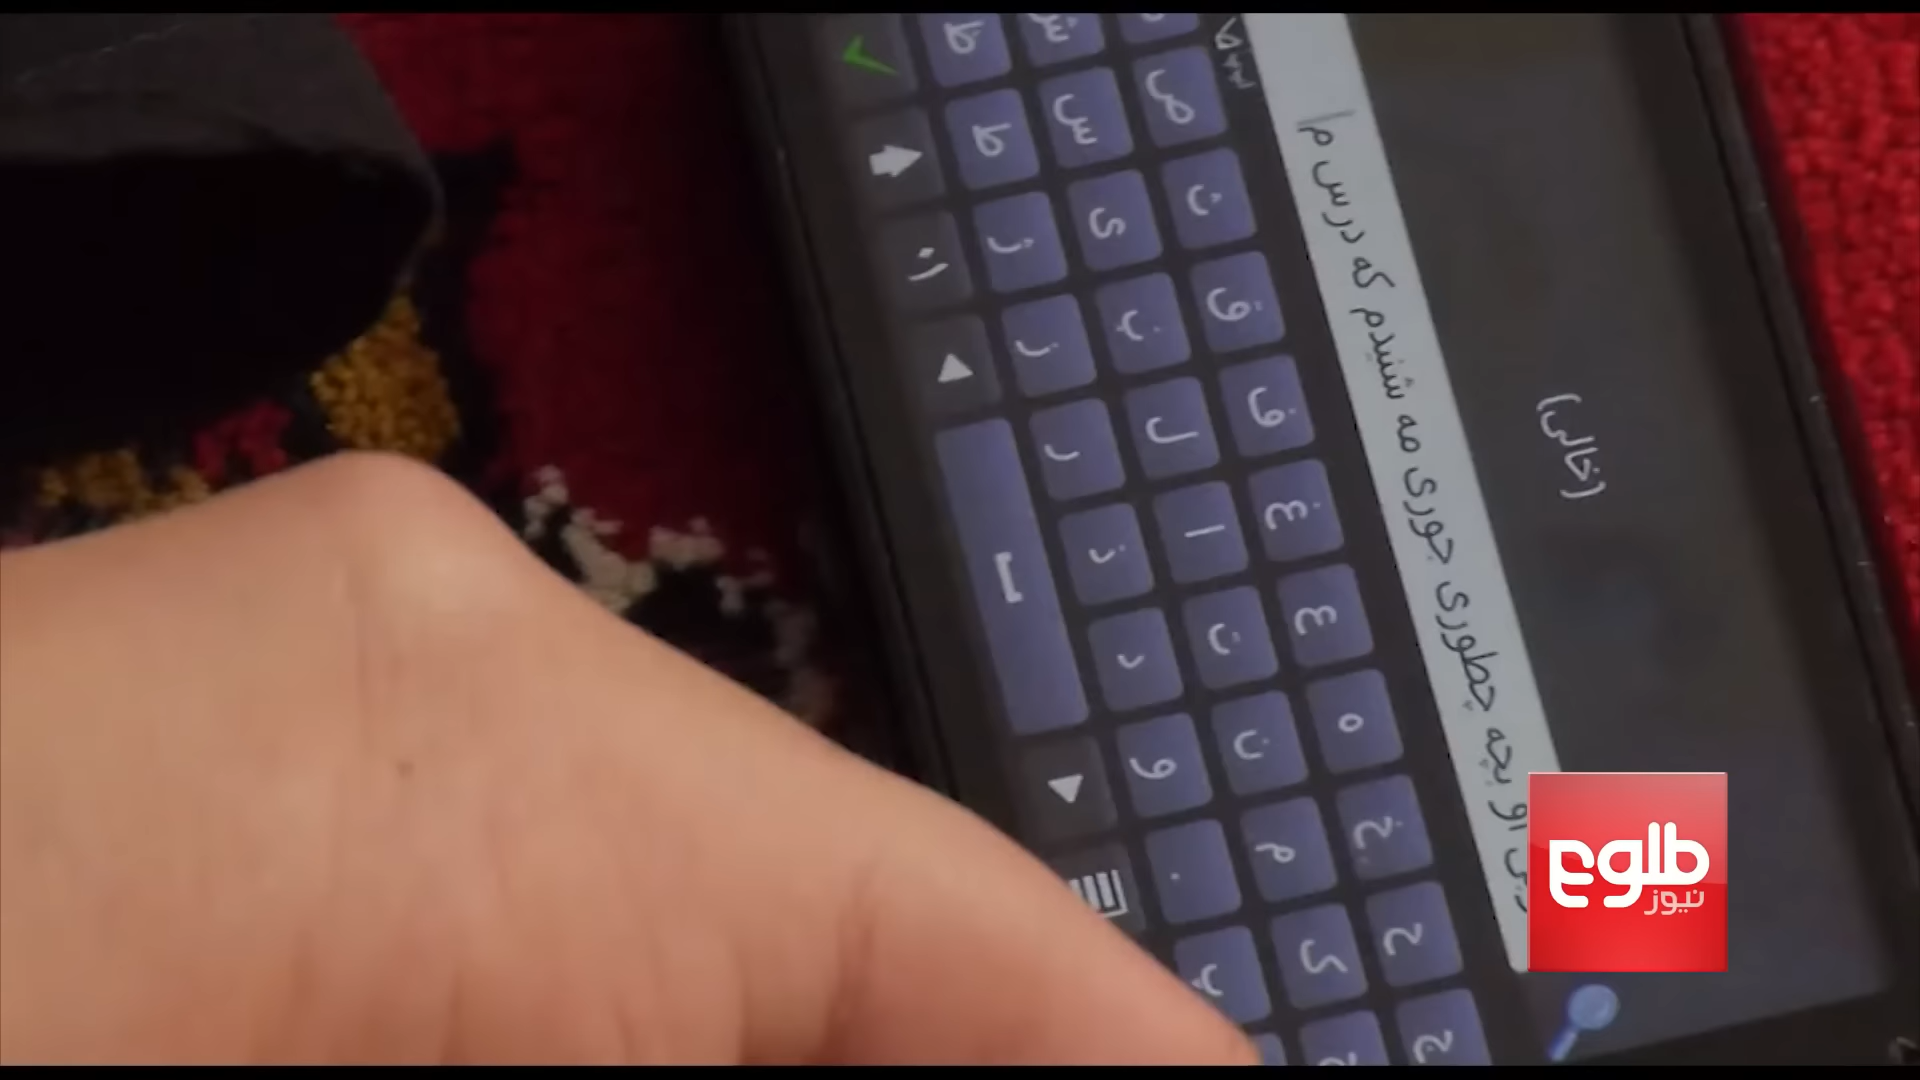 او بچه چطوری جوری مه شنیدم که درس م
(خالی)
ص ث ق ف غ ع ه خ ح ج
ش س ی ب ل ا ت ن م ک
ظ ط ژ ز ر ذ د و .
طلوع
نیوز